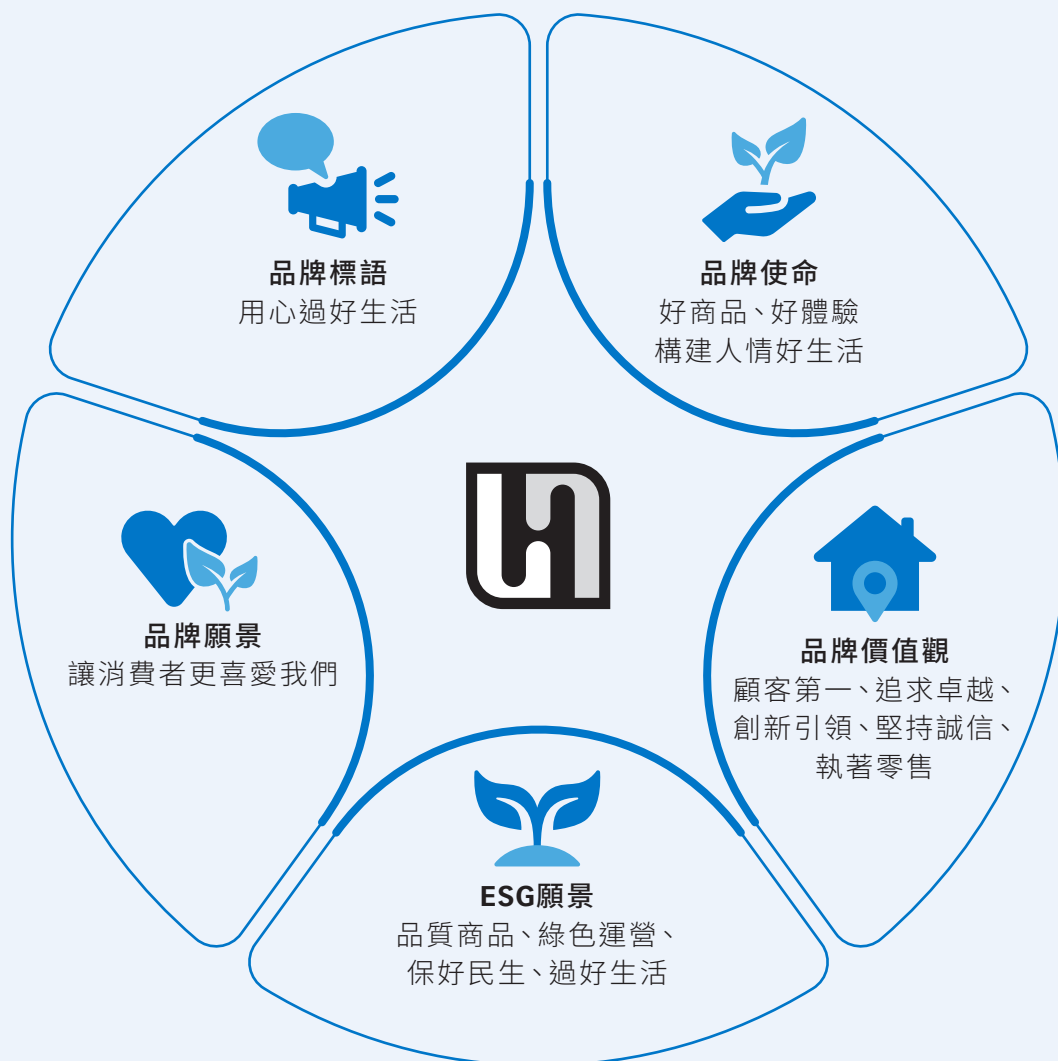 品牌標語
用心過好生活
品牌使命
好商品、好體驗
構建人情好生活
品牌願景
讓消費者更喜愛我們
品牌價值觀
顧客第一、追求卓越、
創新引領、堅持誠信、
執著零售
ESG願景
品質商品、綠色運營、
保好民生、過好生活